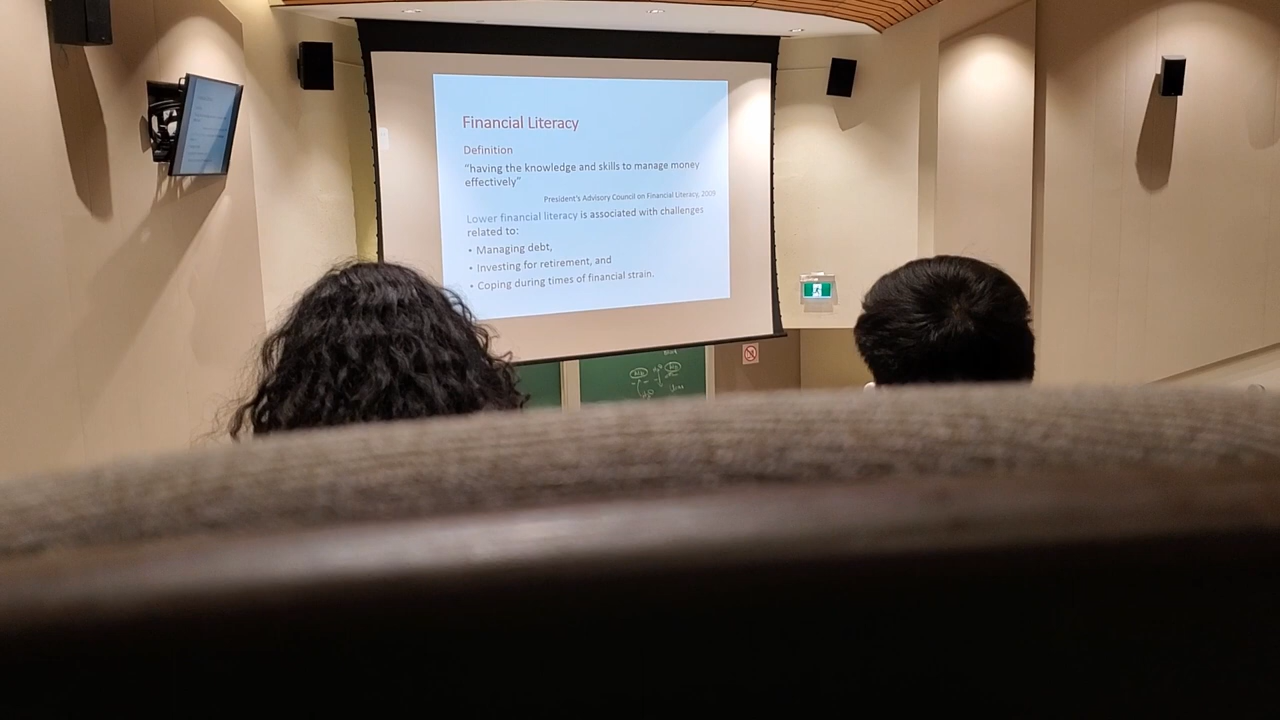 Financial Literacy
Definition
"having the knowledge and skills to manage money
effectively"
President's Advisory Council on Financial Literacy, 2009
Lower financial literacy is associated with challenges
related to:
• Managing debt,
• Investing for retirement, and
• Coping during times of financial strain.